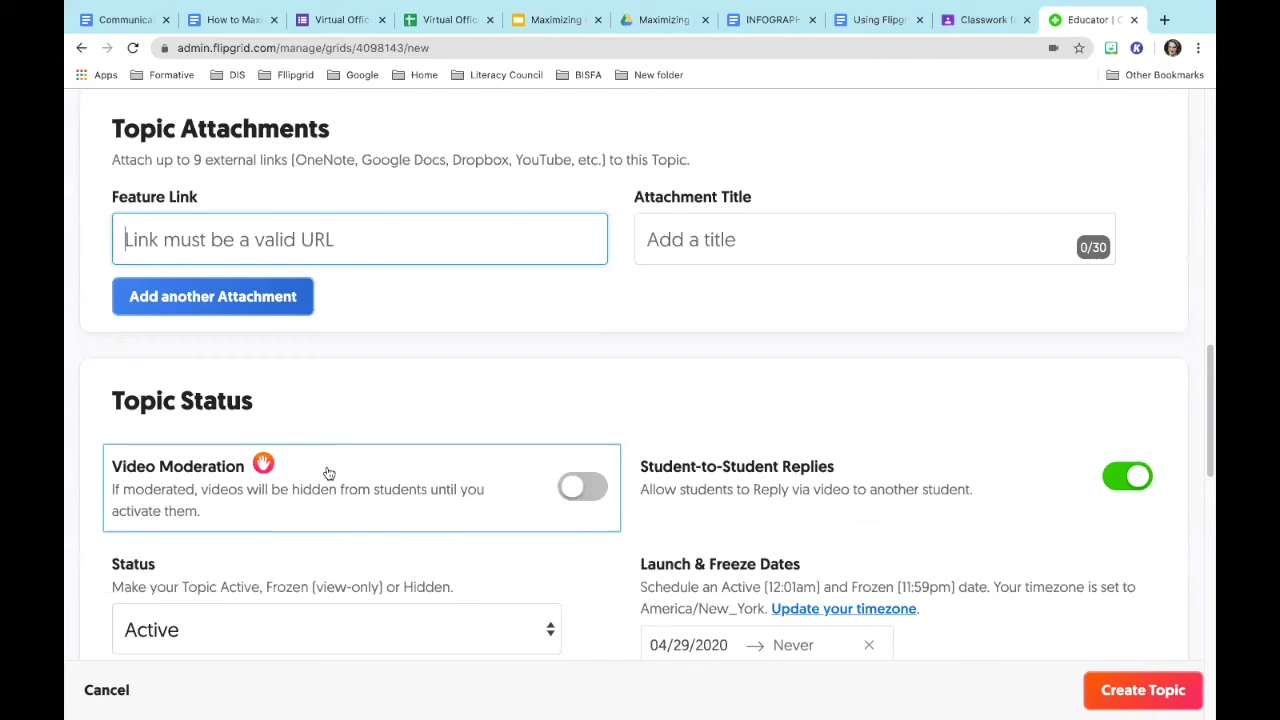 Communica
How to Max
Virtual Offic
Virtual Offic
Maximizing
Maximizing
INFOGRAPH
Using Flipgr
Classwork f
Educator | C
admin.flipgrid.com/manage/grids/4098143/new
Apps Formative DIS FlIpgrid Google Home Literacy Council BISFA New folder Other Bookmarks
Topic Attachments
Attach up to 9 external links (OneNote, Google Docs, Dropbox, YouTube, etc.) to this Topic.
Feature Link Attachment Title
Link must be a valid URL Add a title 0/30
Add another Attachment
Topic Status
Video Moderation
If moderated, videos will be hidden from students until you
activate them.
Student-to-Student Replies
Allow students to Reply via video to another student.
Status
Make your Topic Active, Frozen (view-only) or Hidden.
Active
Launch & Freeze Dates
Schedule an Active (12:01am) and Frozen (11:59pm) date. Your timezone is set to
America/New_York. Update your timezone.
04/29/2020 → Never ×
Cancel Create Topic